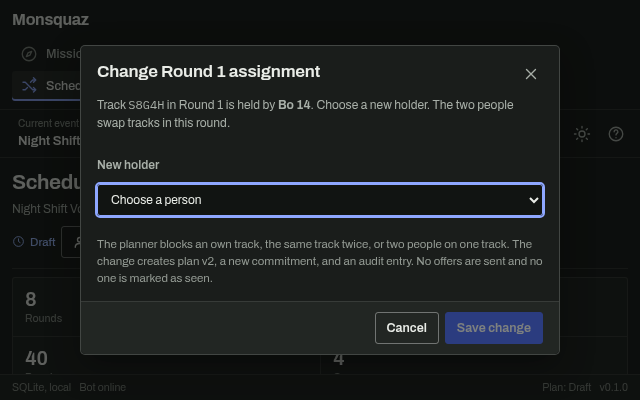 Monsquaz
Missio
Sched
Current event
Night Shift
Schedu
Night Shift Vo
Draft
8
Rounds
40
4
Change Round 1 assignment
Track S8G4H in Round 1 is held by Bo 14. Choose a new holder. The two people
swap tracks in this round.
New holder
Choose a person
The planner blocks an own track, the same track twice, or two people on one track. The
change creates plan v2, a new commitment, and an audit entry. No offers are sent and no
one is marked as seen.
Cancel
Save change
SQLite, local Bot online
Plan: Draft v0.1.0